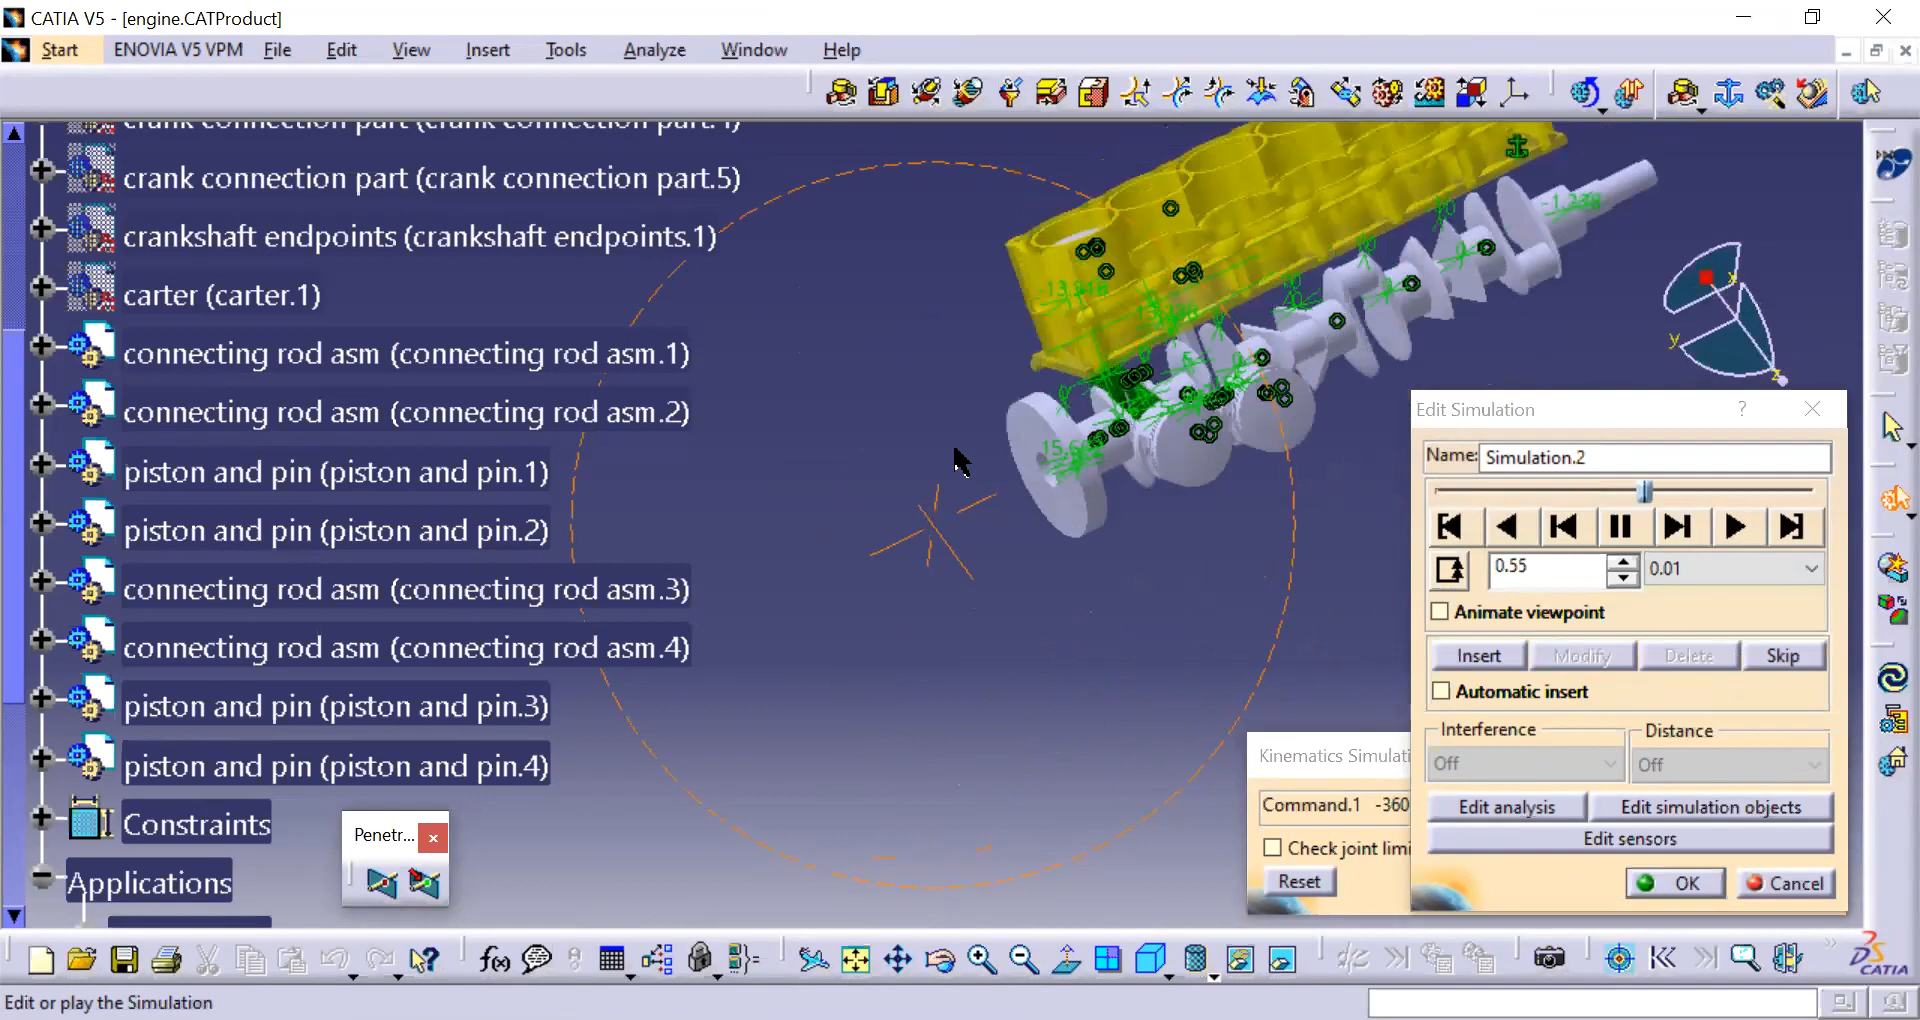 CATIA V5 - [engine.CATProduct]
Start ENOVIA V5 VPM File Edit View Insert Tools Analyze Window Help
crank connection part (crank connection part.4)
crank connection part (crank connection part.5)
crankshaft endpoints (crankshaft endpoints.1)
carter (carter.1)
connecting rod asm (connecting rod asm.1)
connecting rod asm (connecting rod asm.2)
piston and pin (piston and pin.1)
piston and pin (piston and pin.2)
connecting rod asm (connecting rod asm.3)
connecting rod asm (connecting rod asm.4)
piston and pin (piston and pin.3)
piston and pin (piston and pin.4)
Constraints
Applications
Penetr...
x
y
z
Edit Simulation
?
Name: Simulation.2
0.55
0.01
Animate viewpoint
Insert Modify Delete Skip
Automatic insert
Interference Distance
Off Off
Edit analysis Edit simulation objects
Edit sensors
OK Cancel
Kinematics Simulati
Command.1 -360
Check joint limi
Reset
f(x)
CATIA
Edit or play the Simulation